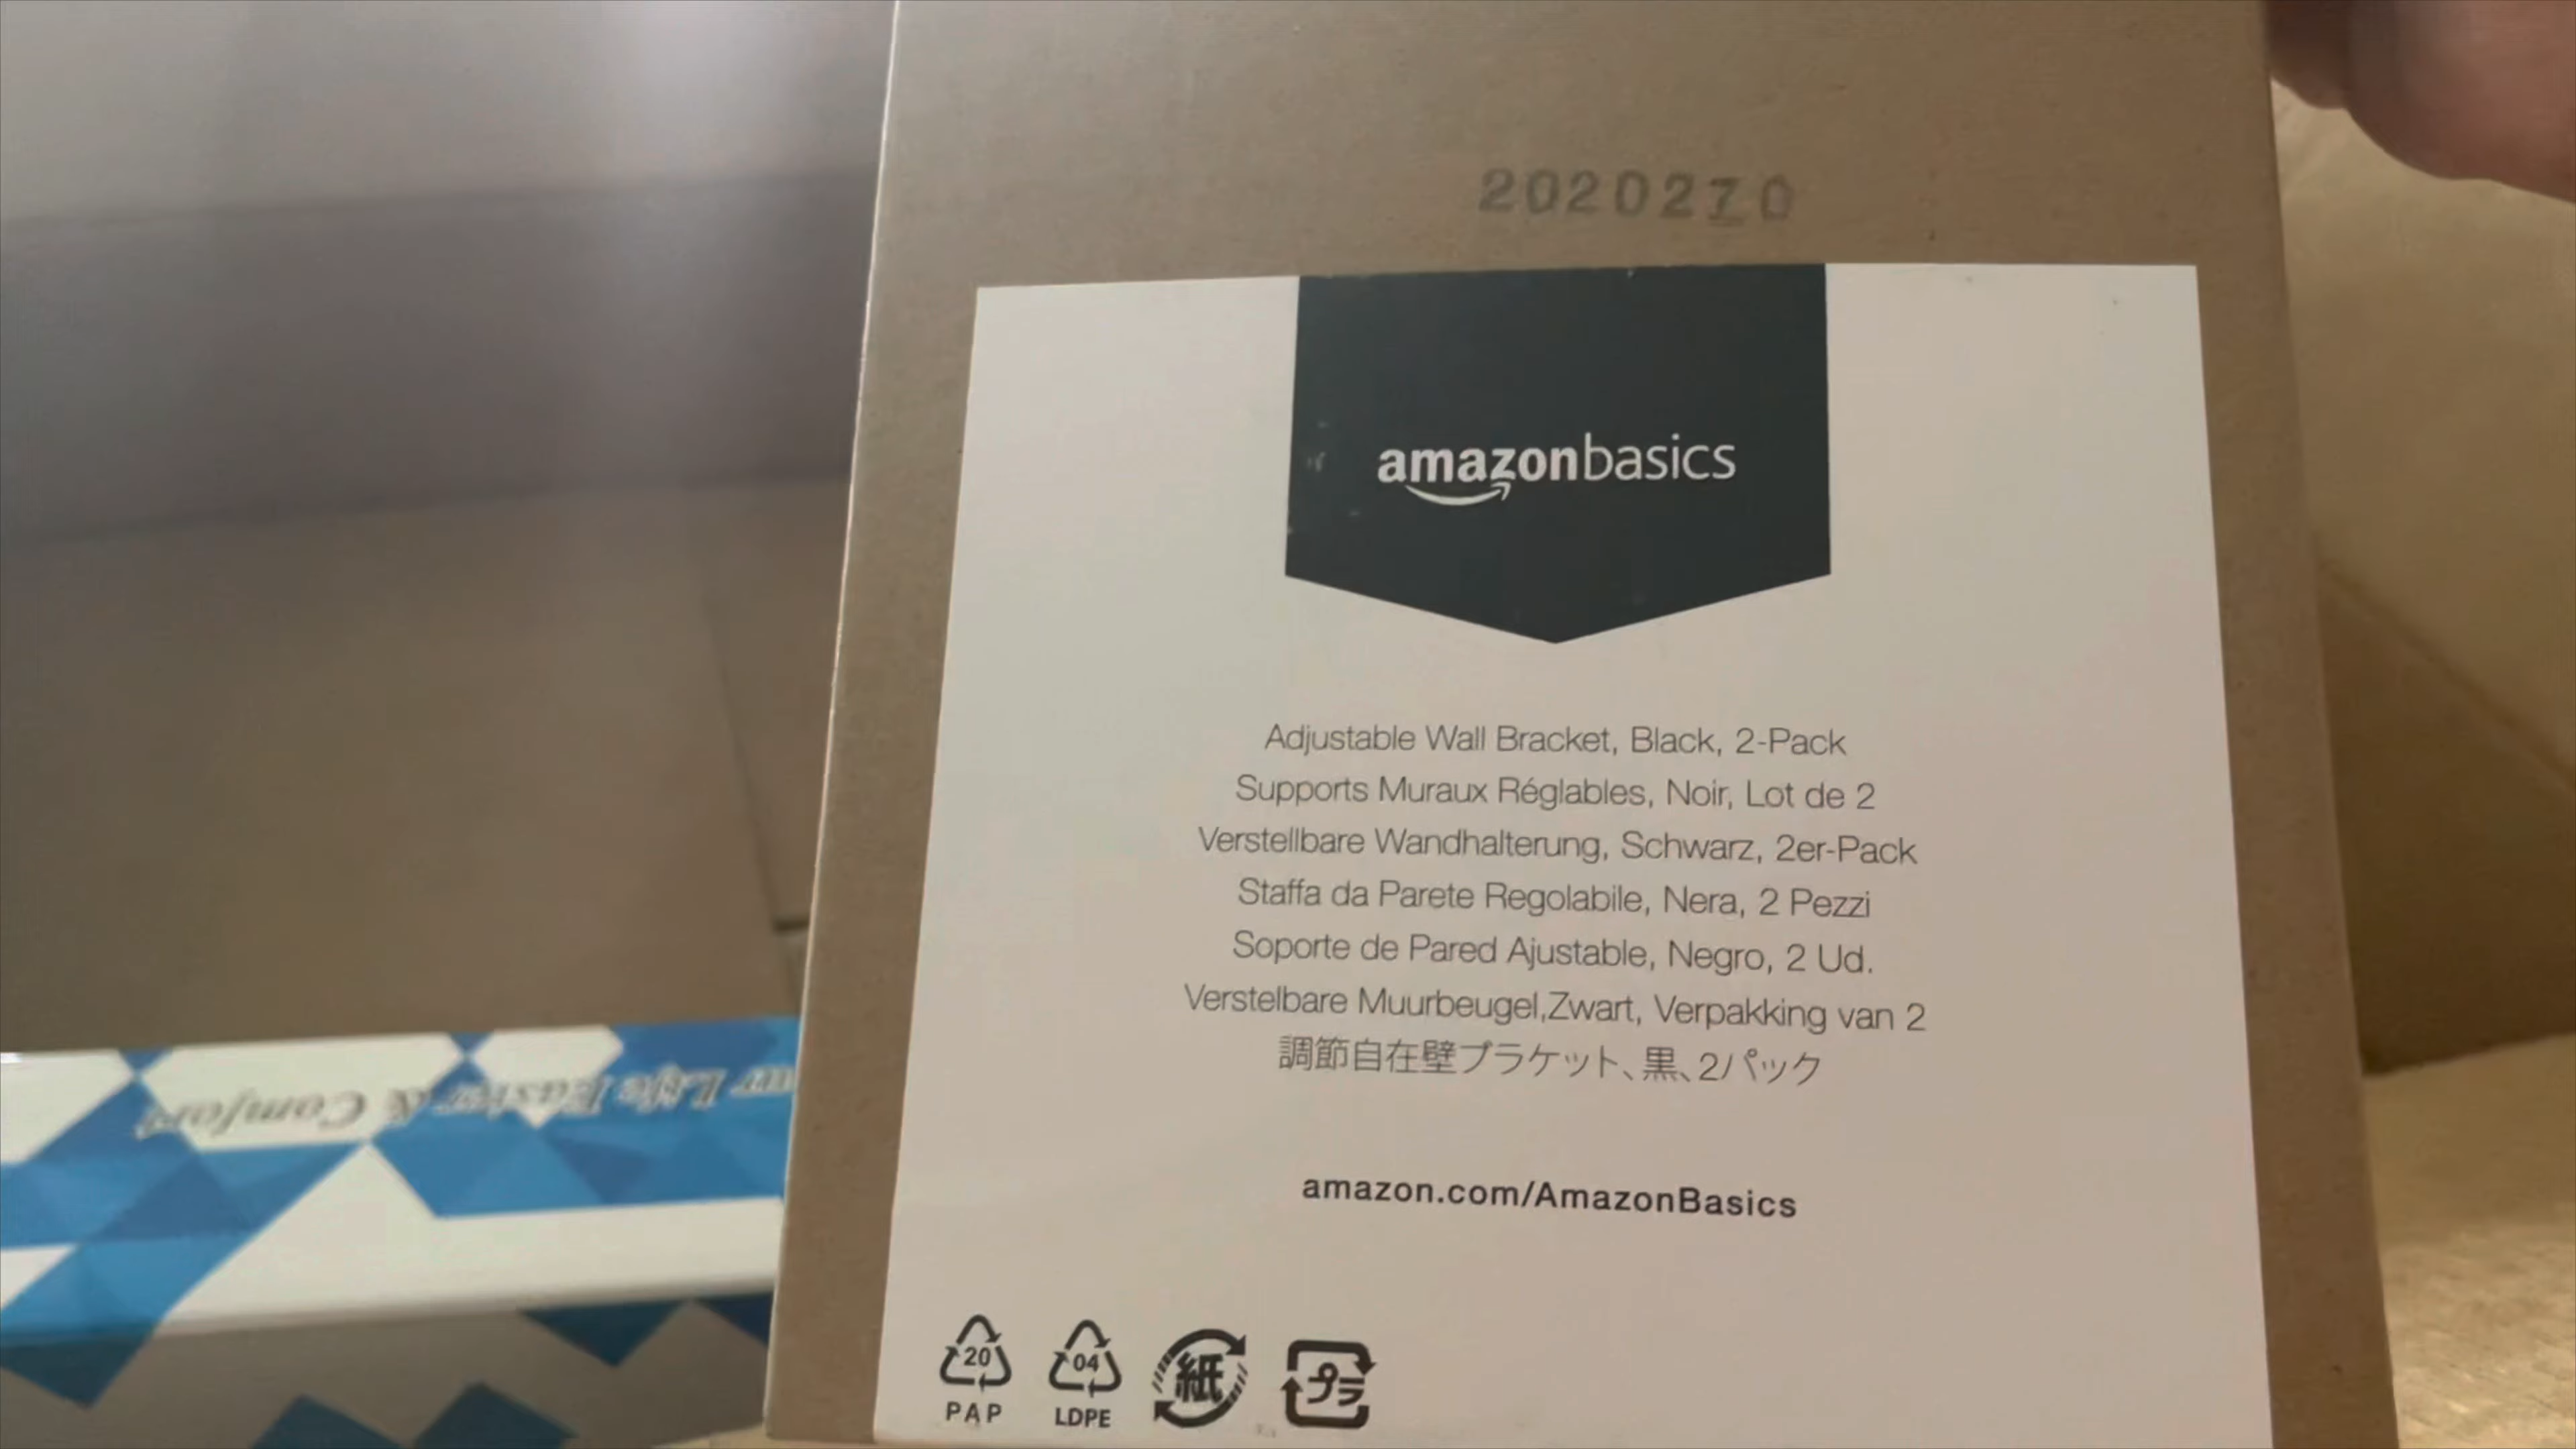 2020270
amazonbasics
Adjustable Wall Bracket, Black, 2-Pack
Supports Muraux Réglables, Noir, Lot de 2
Verstellbare Wandhalterung, Schwarz, 2er-Pack
Staffa da Parete Regolabile, Nera, 2 Pezzi
Soporte de Pared Ajustable, Negro, 2 Ud.
Verstelbare Muurbeugel,Zwart, Verpakking van 2
調節自在壁ブラケット、黒、2パック
amazon.com/AmazonBasics
20 04 紙 プラ
PAP LDPE
Life Easier & Comfort